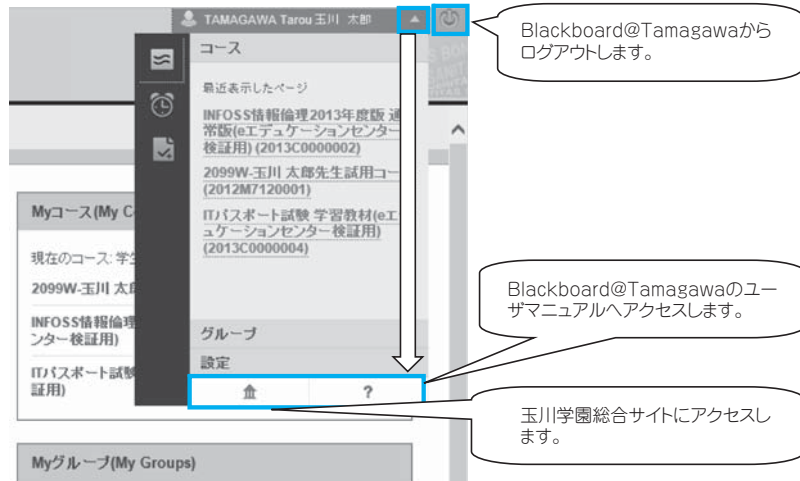 TAMAGAWA Tarou 玉川 太郎
Blackboard@Tamagawaから
ログアウトします。
コース
最近表示したページ
INFOSS情報倫理2013年度版 通
常版(eエデュケーションセンター
検証用) (2013C0000002)
2099W-玉川 太郎先生試用コー
(2012M7120001)
ITパスポート試験 学習教材(eエ
ュケーションセンター検証用)
(2013C0000004)
グループ
設定
?
Myコース(My C
現在のコース: 学生
2099W-玉川 太郎
INFOSS情報倫理
ンター検証用)
ITパスポート試験
証用)
Blackboard@Tamagawaのユー
ザマニュアルへアクセスします。
玉川学園総合サイトにアクセスし
ます。
Myグループ(My Groups)